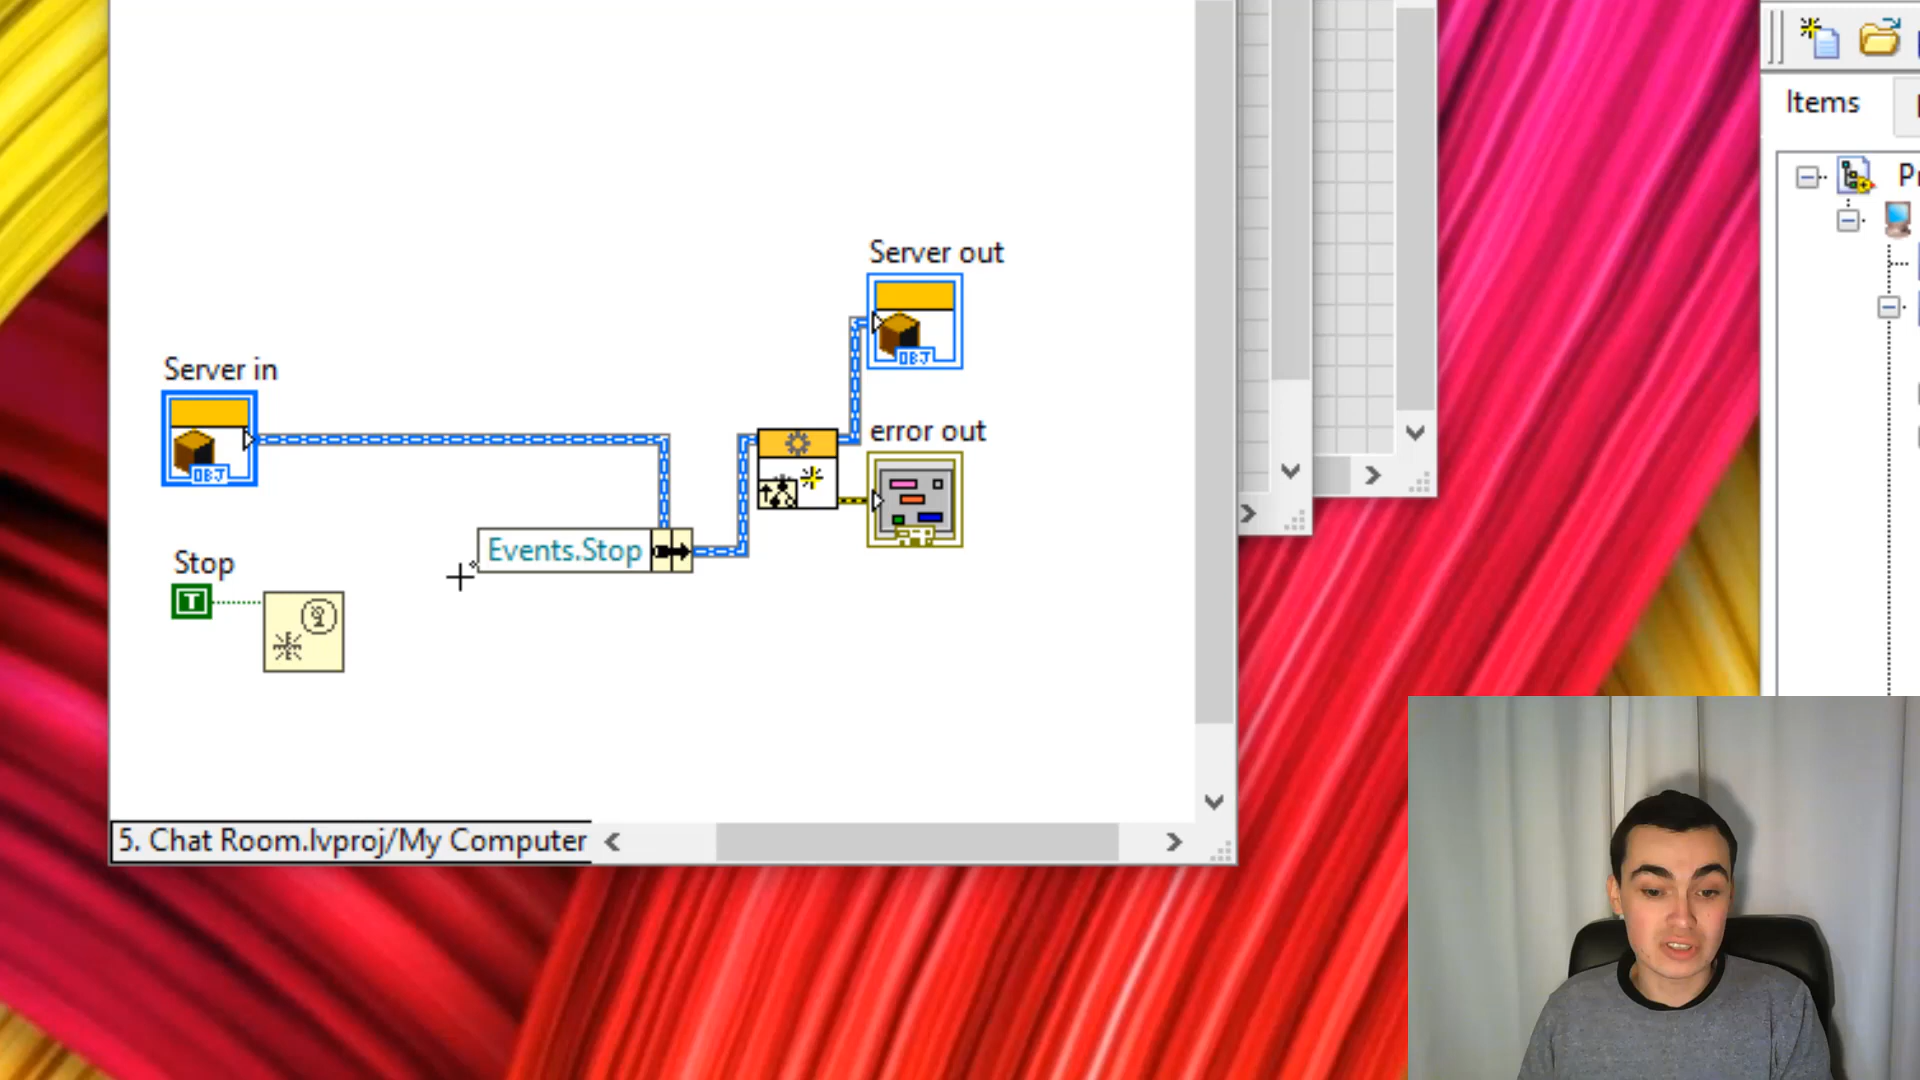 Items
Server out
OBJ
Server in
OBJ
error out
Events.Stop
Stop
T
5. Chat Room.lvproj/My Computer